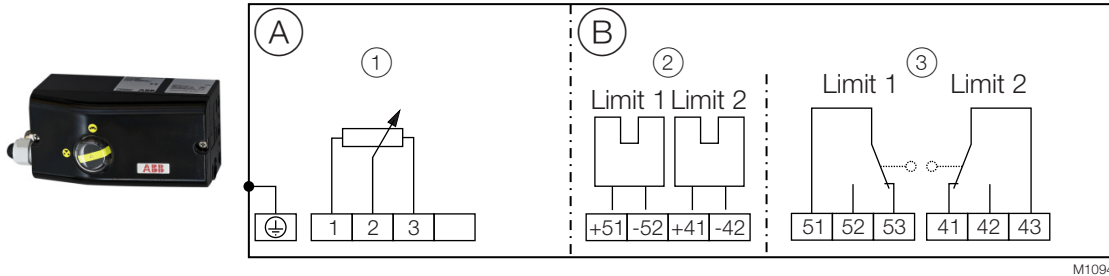 A
B
1
2
3
Limit 1 Limit 2
Limit 1
Limit 2
ABB
1 2 3
+51 -52 +41 -42
51 52 53
41 42 43
M1094